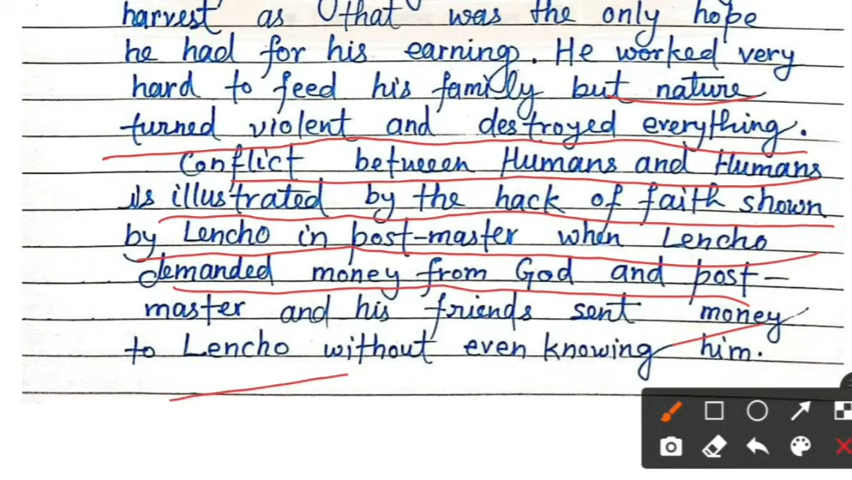 harvest as that was the only hope
he had for his earning. He worked very
hard to feed his family but nature
turned violent and destroyed everything.
Conflict between Humans and Humans
is illustrated by the hack of faith shown
by Lencho in post-master when Lencho
demanded money from God and post-
master and his friends sent money
to Lencho without even knowing him.